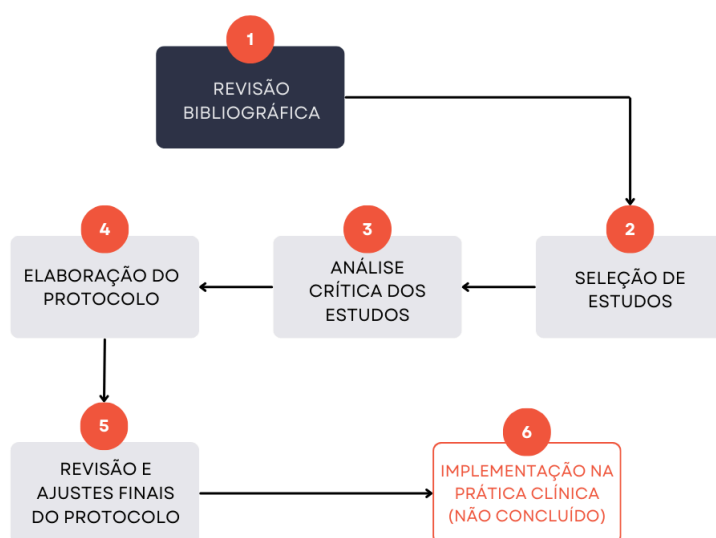 1
REVISÃO
BIBLIOGRÁFICA
2
SELEÇÃO DE
ESTUDOS
3
ANÁLISE
CRÍTICA DOS
ESTUDOS
4
ELABORAÇÃO DO
PROTOCOLO
5
REVISÃO E
AJUSTES FINAIS
DO PROTOCOLO
6
IMPLEMENTAÇÃO NA
PRÁTICA CLÍNICA
(NÃO CONCLUÍDO)